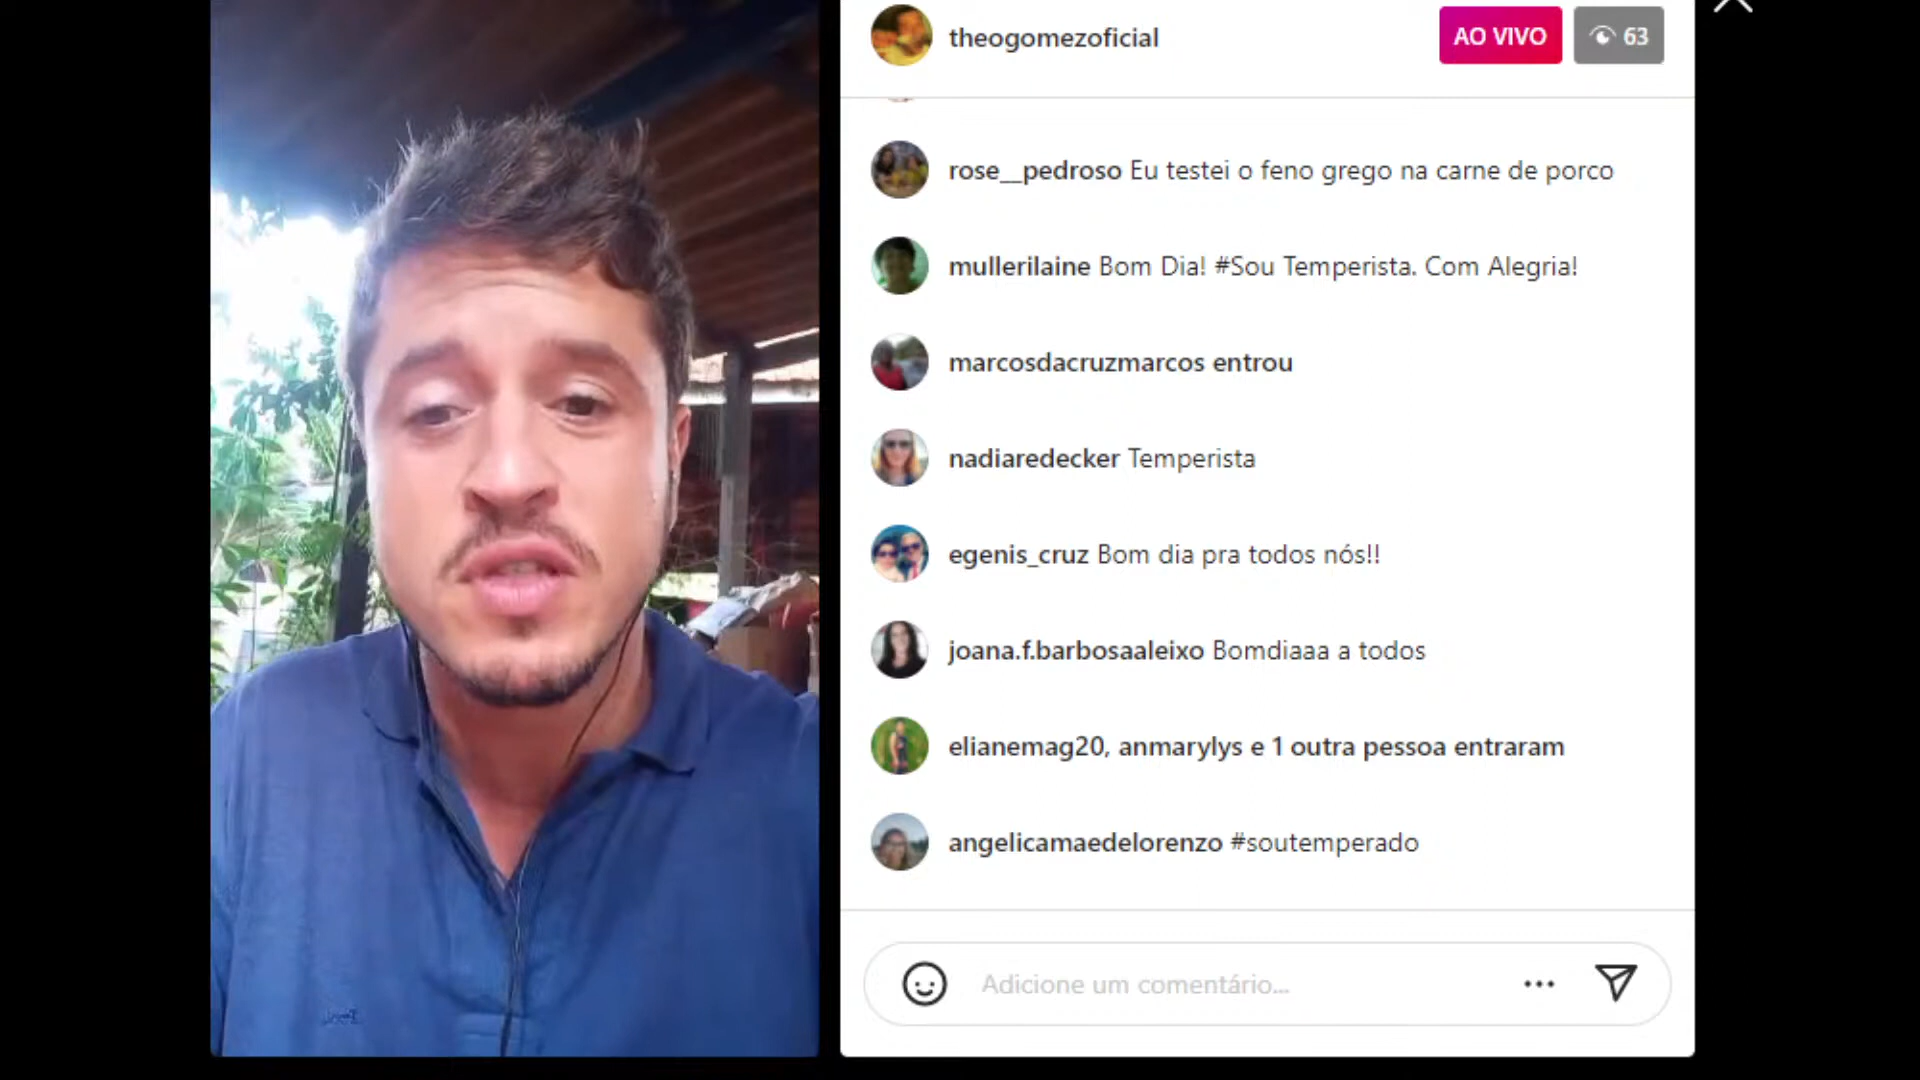 theogomezoficial
AO VIVO
63
rose__pedroso Eu testei o feno grego na carne de porco
mullerilaine Bom Dia! #Sou Temperista. Com Alegria!
marcosdacruzmarcos entrou
nadiaredecker Temperista
egenis_cruz Bom dia pra todos nós!!
joana.f.barbosaaleixo Bomdiaaa a todos
elianemag20, anmarylys e 1 outra pessoa entraram
angelicamaedelorenzo #soutemperado
Adicione um comentário...